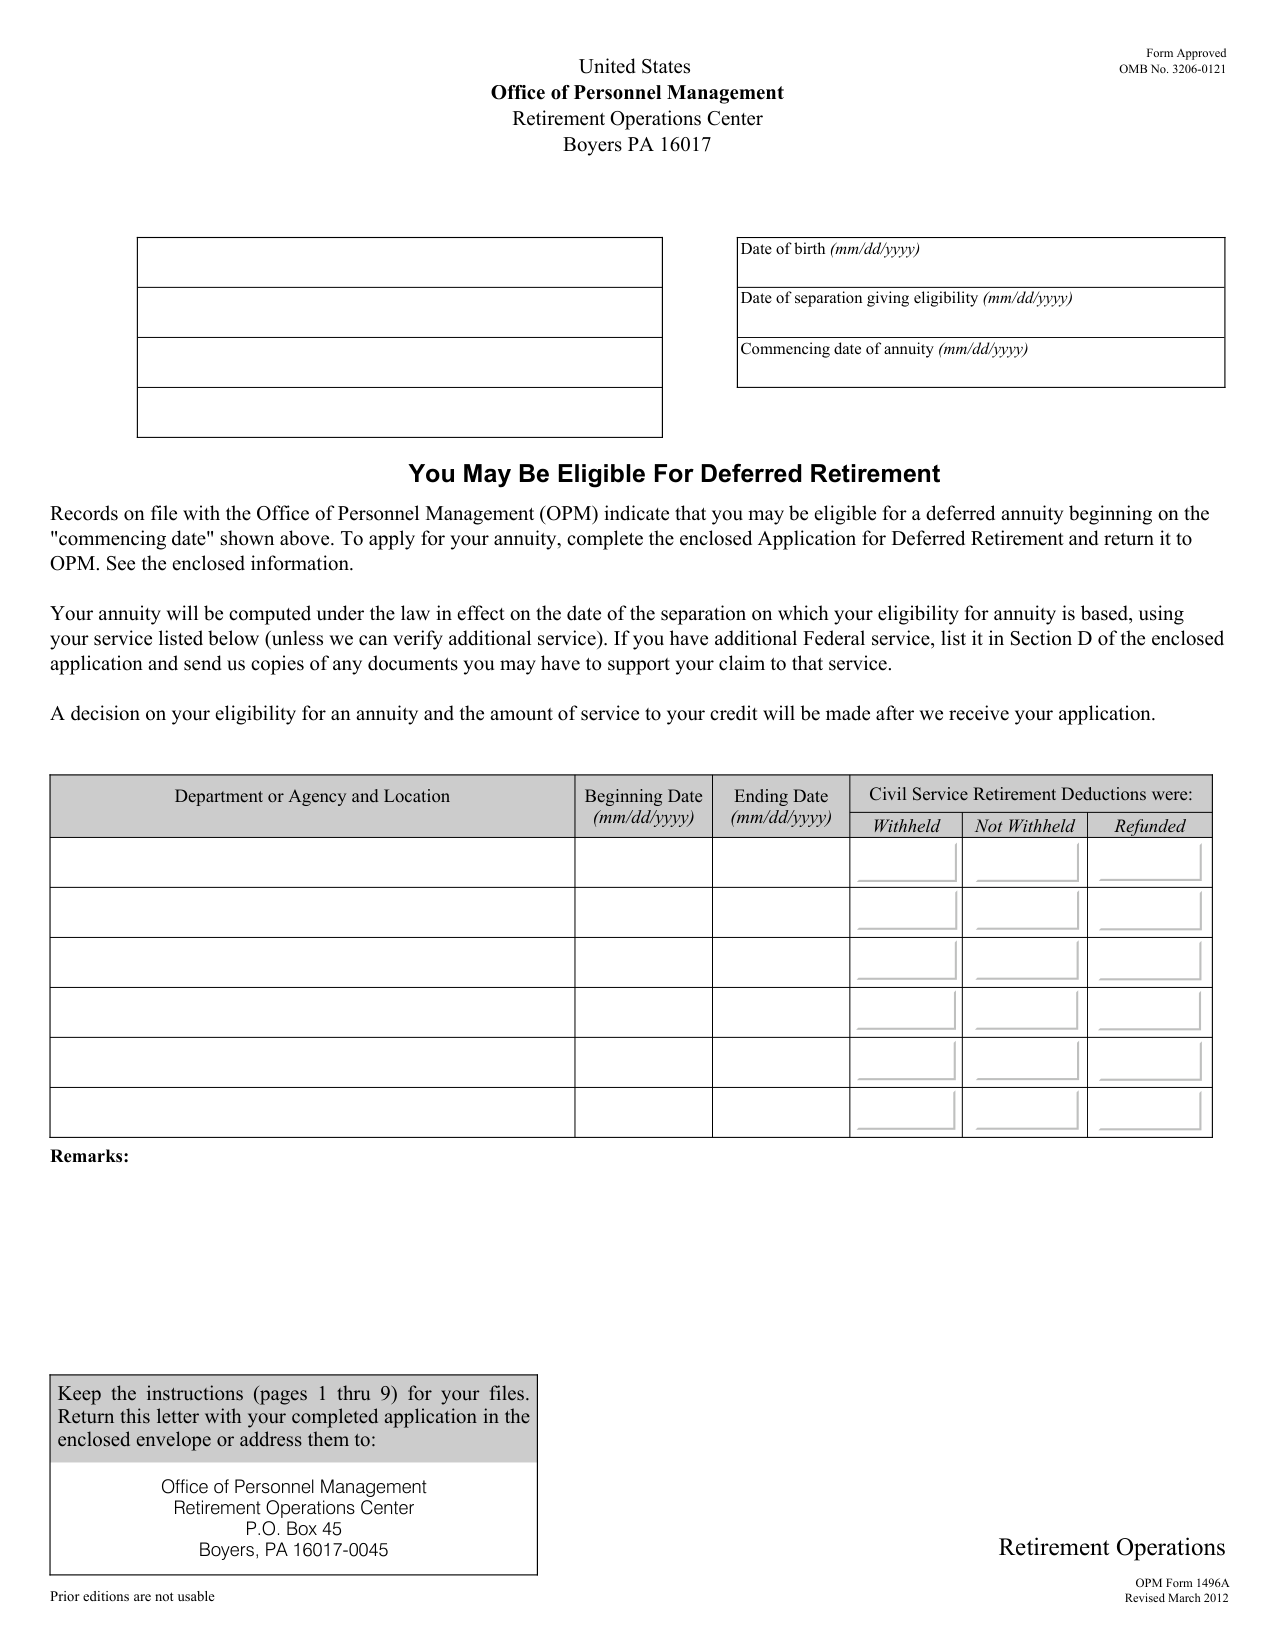 Form Approved
OMB No. 3206-0121
United States
Office of Personnel Management
Retirement Operations Center
Boyers PA 16017
Date of birth (mm/dd/yyyy)
Date of separation giving eligibility (mm/dd/yyyy)
Commencing date of annuity (mm/dd/yyyy)
You May Be Eligible For Deferred Retirement
Records on file with the Office of Personnel Management (OPM) indicate that you may be eligible for a deferred annuity beginning on the
"commencing date" shown above. To apply for your annuity, complete the enclosed Application for Deferred Retirement and return it to
OPM. See the enclosed information.
Your annuity will be computed under the law in effect on the date of the separation on which your eligibility for annuity is based, using
your service listed below (unless we can verify additional service). If you have additional Federal service, list it in Section D of the enclosed
application and send us copies of any documents you may have to support your claim to that service.
A decision on your eligibility for an annuity and the amount of service to your credit will be made after we receive your application.
Department or Agency and Location
Beginning Date
(mm/dd/yyyy)
Ending Date
(mm/dd/yyyy)
Civil Service Retirement Deductions were:
Withheld
Not Withheld
Refunded
Remarks:
Keep the instructions (pages 1 thru 9) for your files.
Return this letter with your completed application in the
enclosed envelope or address them to:
Office of Personnel Management
Retirement Operations Center
P.O. Box 45
Boyers, PA 16017-0045
Retirement Operations
Prior editions are not usable
OPM Form 1496A
Revised March 2012